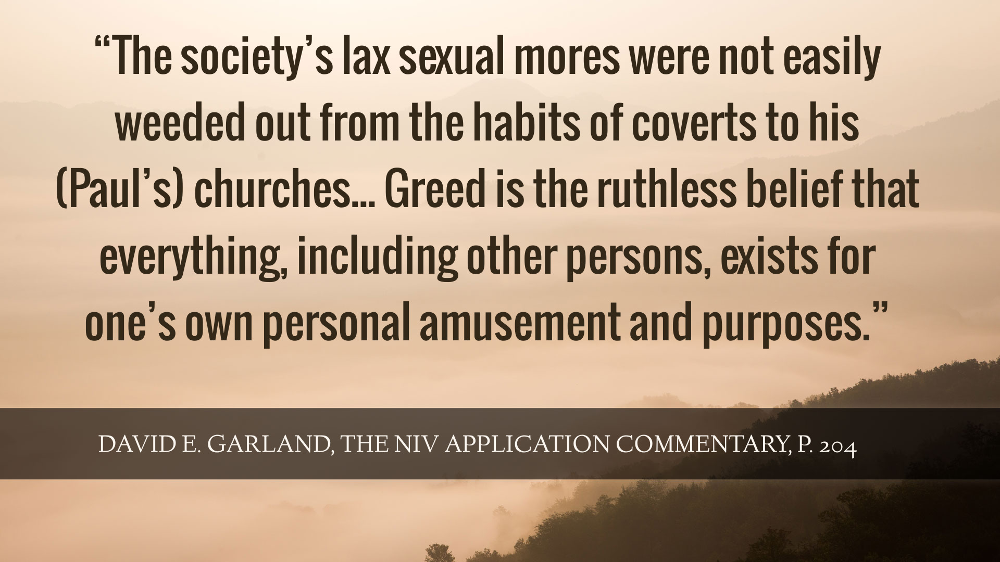 “The society’s lax sexual mores were not easily
weeded out from the habits of coverts to his
(Paul’s) churches... Greed is the ruthless belief that
everything, including other persons, exists for
one’s own personal amusement and purposes.”
DAVID E. GARLAND, THE NIV APPLICATION COMMENTARY, P. 204